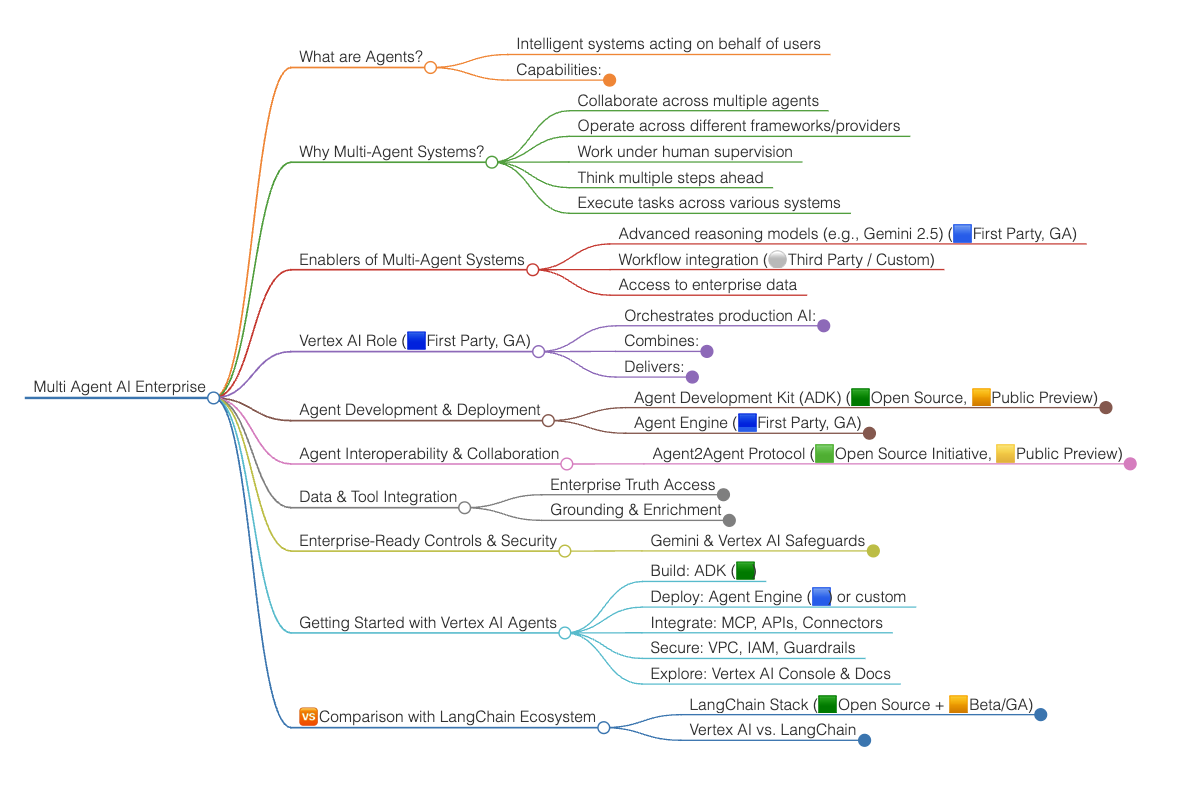 Multi Agent AI Enterprise
What are Agents?
Intelligent systems acting on behalf of users
Capabilities:
Why Multi-Agent Systems?
Collaborate across multiple agents
Operate across different frameworks/providers
Work under human supervision
Think multiple steps ahead
Execute tasks across various systems
Enablers of Multi-Agent Systems
Advanced reasoning models (e.g., Gemini 2.5) (🟦First Party, GA)
Workflow integration (⚪Third Party / Custom)
Access to enterprise data
Vertex AI Role (🟦First Party, GA)
Orchestrates production AI:
Combines:
Delivers:
Agent Development & Deployment
Agent Development Kit (ADK) (🟩Open Source, 🟧Public Preview)
Agent Engine (🟦First Party, GA)
Agent Interoperability & Collaboration
Agent2Agent Protocol (🟩Open Source Initiative, 🟨Public Preview)
Data & Tool Integration
Enterprise Truth Access
Grounding & Enrichment
Enterprise-Ready Controls & Security
Gemini & Vertex AI Safeguards
Getting Started with Vertex AI Agents
Build: ADK (🟩)
Deploy: Agent Engine (🟦) or custom
Integrate: MCP, APIs, Connectors
Secure: VPC, IAM, Guardrails
Explore: Vertex AI Console & Docs
🆚Comparison with LangChain Ecosystem
LangChain Stack (🟩Open Source + 🟧Beta/GA)
Vertex AI vs. LangChain